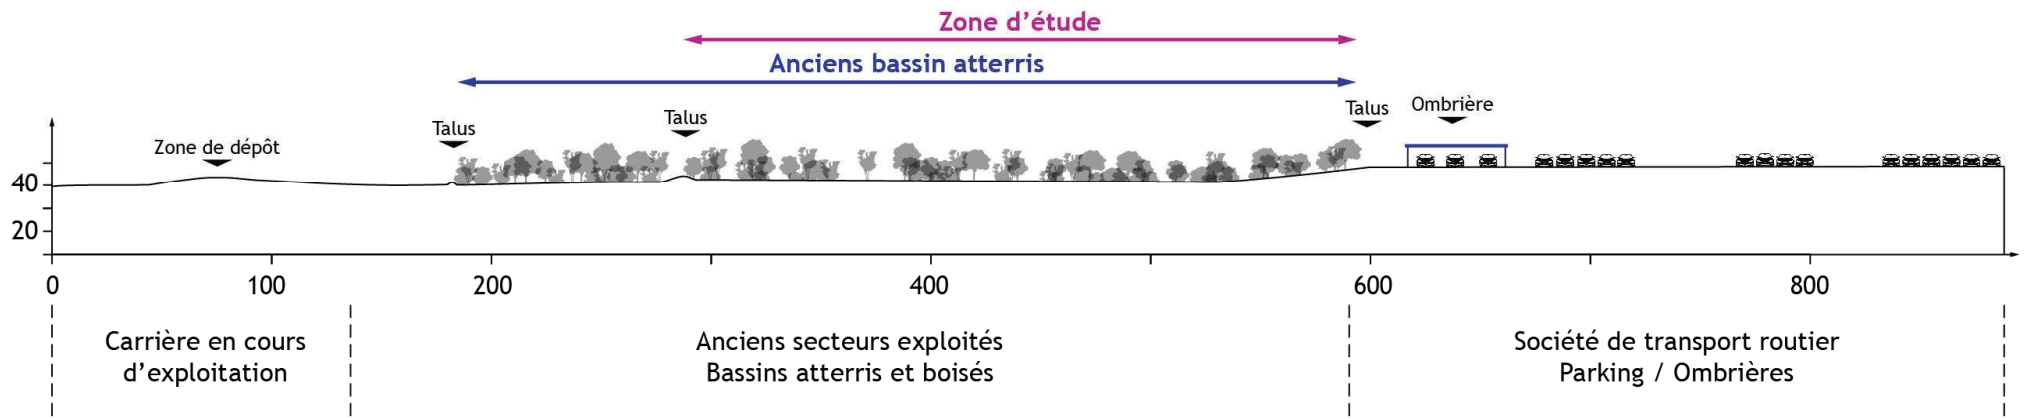 Zone d’étude
Anciens bassin atterris
Talus
Ombrière
Talus
Talus
Zone de dépôt
40
20
0
100
200
400
600
800
Carrière en cours
d’exploitation
Anciens secteurs exploités
Bassins atterris et boisés
Société de transport routier
Parking / Ombrières